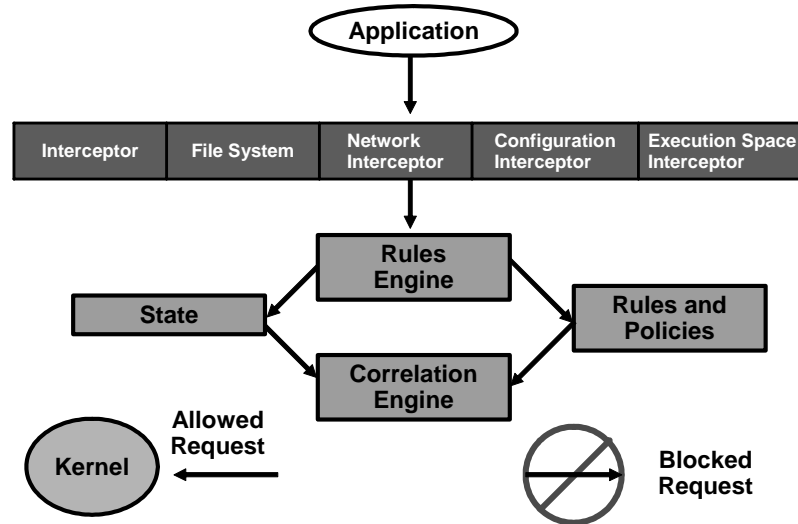 Application
Interceptor
File System
Network
Interceptor
Configuration
Interceptor
Execution Space
Interceptor
Rules
Engine
State
Rules and
Policies
Correlation
Engine
Allowed
Request
Kernel
Blocked
Request